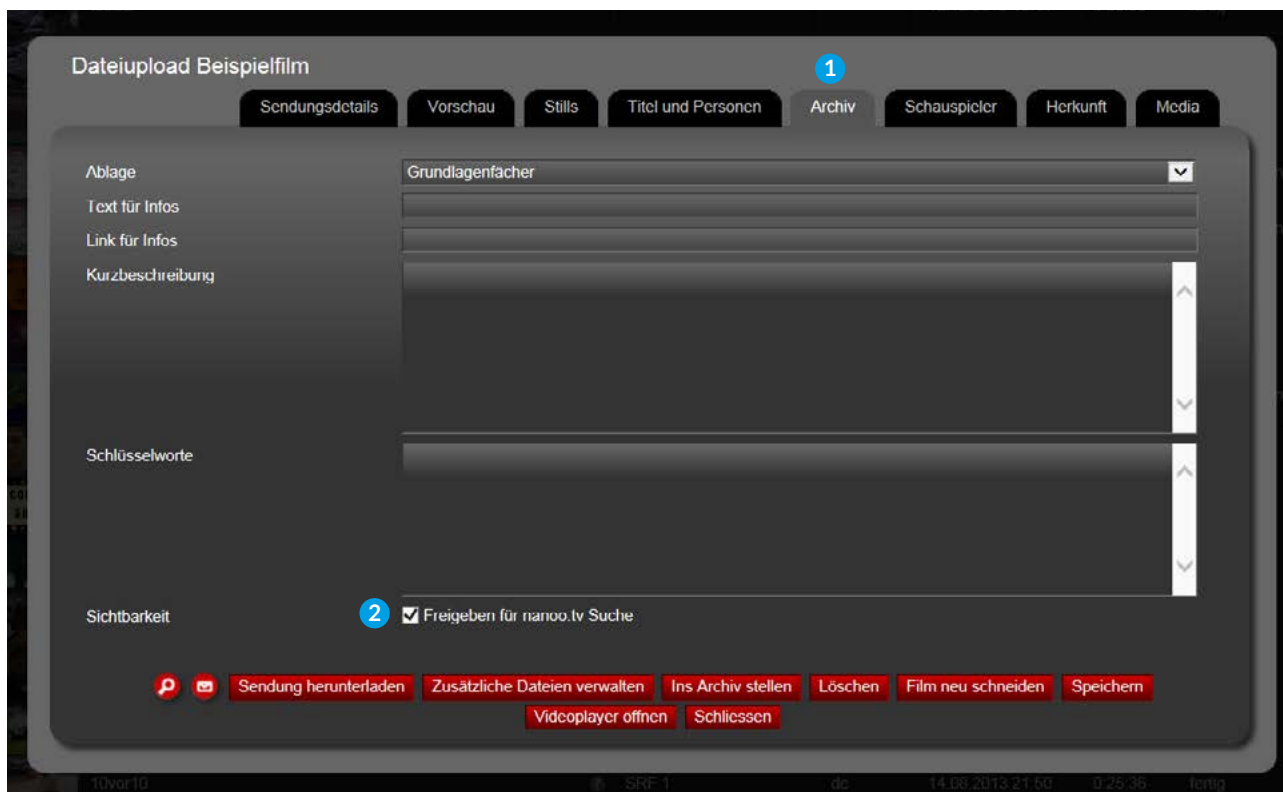 Dateiupload Beispielfilm
1
Sendungsdetails Vorschau Stills Titel und Personen Archiv Schauspieler Herkunft Media
Ablage Grundlagenfächer
Text für Infos
Link für Infos
Kurzbeschreibung
Schlüsselworte
Sichtbarkeit 2 Freigeben für nanoo.tv Suche
Sendung herunterladen Zusätzliche Dateien verwalten Ins Archiv stellen Löschen Film neu schneiden Speichern
Videoplayer öffnen Schliessen
10vor10 SRF 1 de 14.08.2013 21:50 0:25:36 fertig